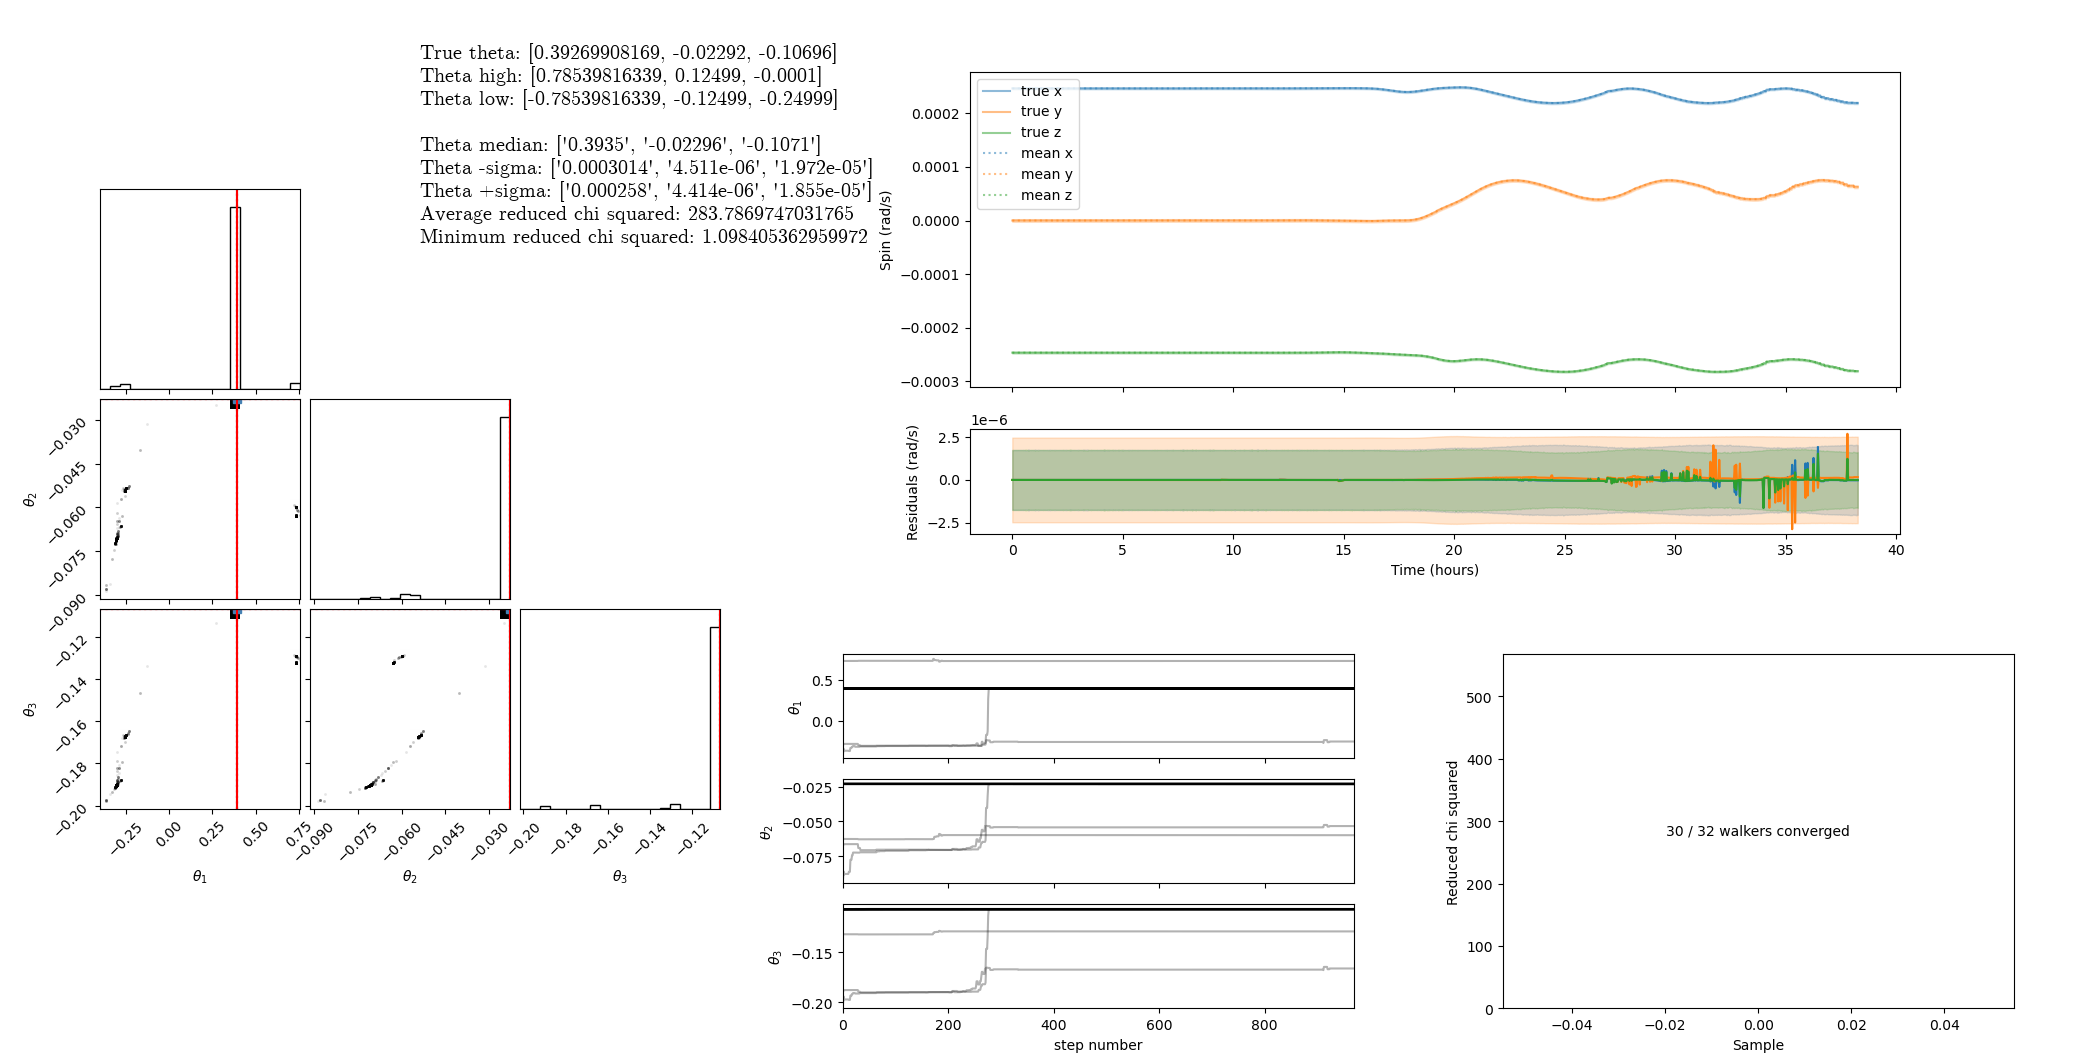 True theta: [0.39269908169, -0.02292, -0.10696]
Theta high: [0.78539816339, 0.12499, -0.0001]
Theta low: [-0.78539816339, -0.12499, -0.24999]
Theta median: ['0.3935', '-0.02296', '-0.1071']
Theta -sigma: ['0.0003014', '4.511e-06', '1.972e-05']
Theta +sigma: ['0.000258', '4.414e-06', '1.855e-05']
Average reduced chi squared: 283.7869747031765
Minimum reduced chi squared: 1.098405362959972
θ2
−0.030
−0.045
−0.060
−0.075
−0.090
θ3
−0.12
−0.14
−0.16
−0.18
−0.20
−0.25
0.00
0.25
0.50
0.75
θ1
−0.090
−0.075
−0.060
−0.045
−0.030
θ2
−0.20
−0.18
−0.16
−0.14
−0.12
θ3
true x
true y
true z
mean x
mean y
mean z
Spin (rad/s)
0.0002
0.0001
0.0000
−0.0001
−0.0002
−0.0003
1e−6
Residuals (rad/s)
2.5
0.0
−2.5
0 5 10 15 20 25 30 35 40
Time (hours)
θ1
0.5
0.0
θ2
−0.025
−0.050
−0.075
θ3
−0.15
−0.20
0 200 400 600 800
step number
Reduced chi squared
500
400
300
200
100
0
30 / 32 walkers converged
−0.04 −0.02 0.00 0.02 0.04
Sample